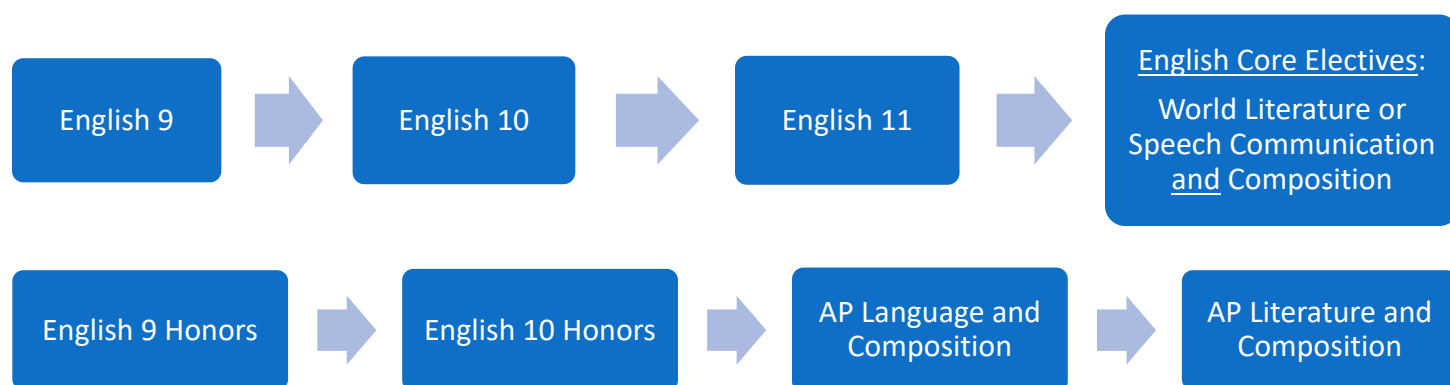 English 9
English 10
English 11
English Core Electives:
World Literature or
Speech Communication
and Composition
English 9 Honors
English 10 Honors
AP Language and
Composition
AP Literature and
Composition